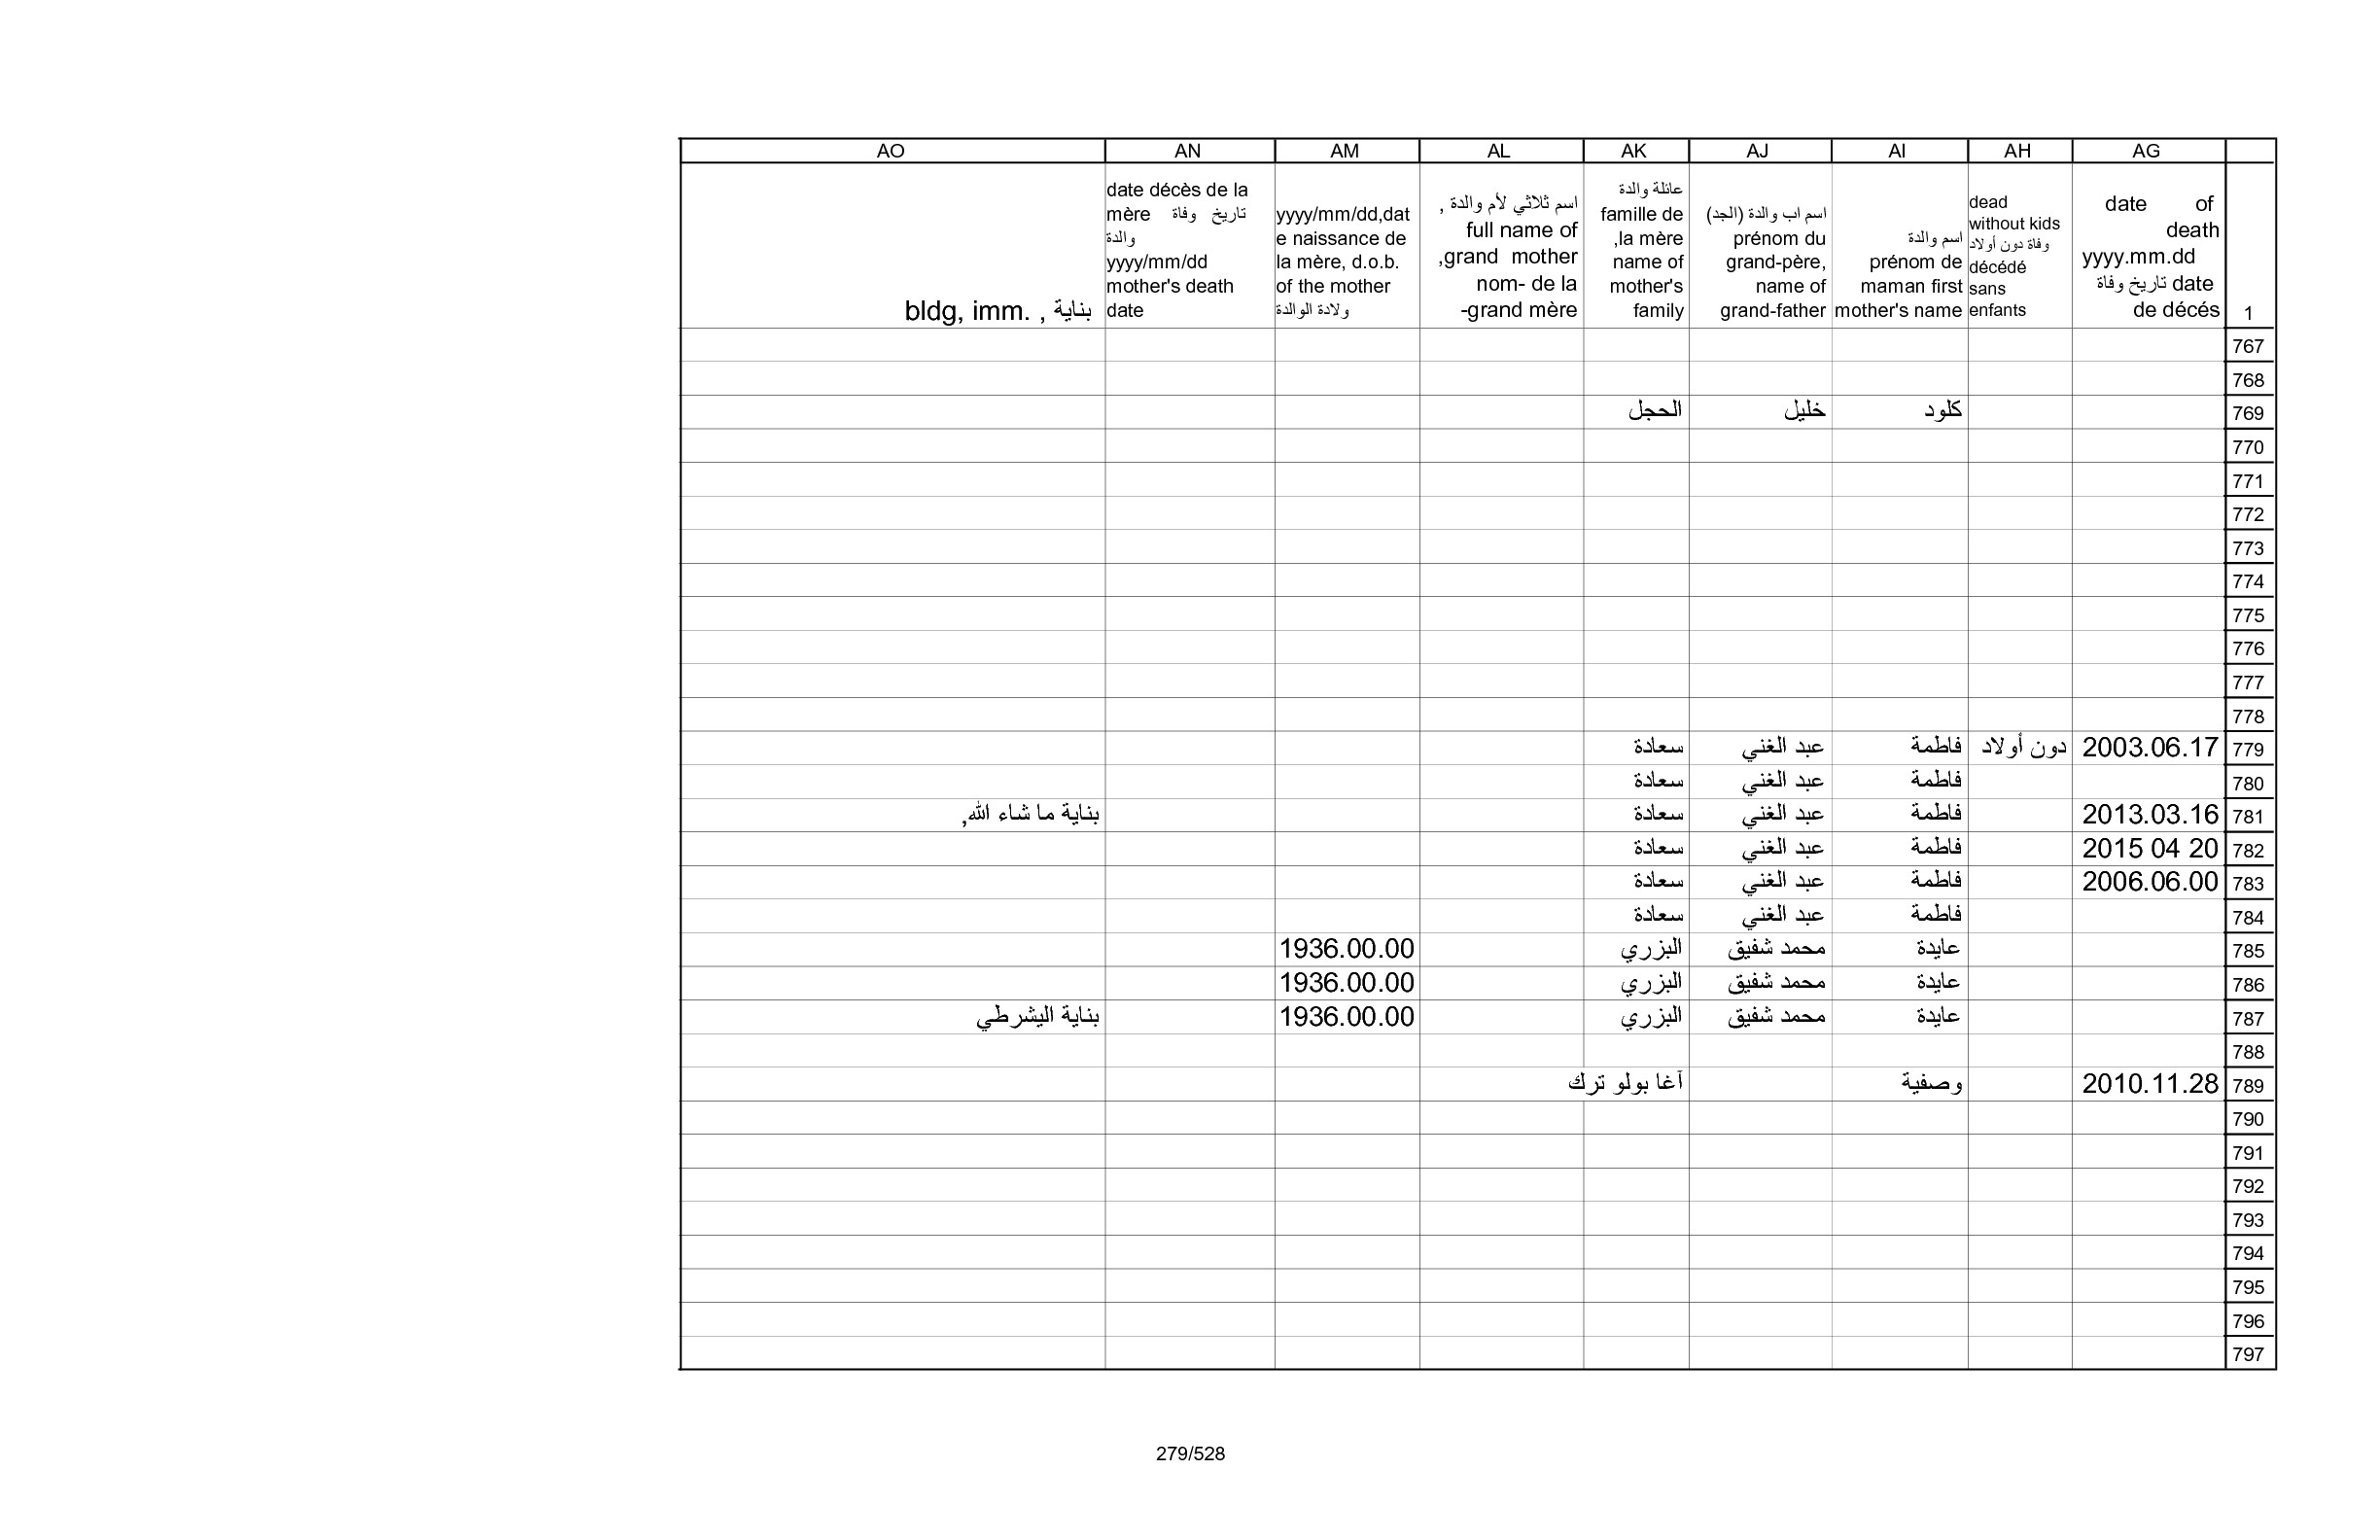 AG AH AI AJ AK AL AM AN AO
1
date of
death
yyyy.mm.dd
تاريخ وفاة date
de décés
dead
without kids
وفاة دون أولاد
décédé
sans
enfants
اسم والدة
prénom de
maman first
mother's name
اسم اب والدة (الجد)
prénom du
grand-père,
name of
grand-father
عائلة والدة
famille de
la mère,
name of
mother's
family
اسم ثلاثي لأم والدة ,
full name of
grand mother,
nom- de la
grand mère-
yyyy/mm/dd,dat
e naissance de
la mère, d.o.b.
of the mother
ولادة الوالدة
date décès de la
mère تاريخ وفاة
والدة
yyyy/mm/dd
mother's death
date
بناية , .bldg, imm
767
768
769 كلود خليل الحجل
770
771
772
773
774
775
776
777
778
779 2003.06.17 دون أولاد فاطمة عبد الغني سعادة
780 فاطمة عبد الغني سعادة
781 2013.03.16 فاطمة عبد الغني سعادة بناية ما شاء الله,
782 2015 04 20 فاطمة عبد الغني سعادة
783 2006.06.00 فاطمة عبد الغني سعادة
784 فاطمة عبد الغني سعادة
785 عايدة محمد شفيق البزري 1936.00.00
786 عايدة محمد شفيق البزري 1936.00.00
787 عايدة محمد شفيق البزري 1936.00.00 بناية اليشرطي
788
789 2010.11.28 وصفية آغا بولو ترك
790
791
792
793
794
795
796
797
279/528